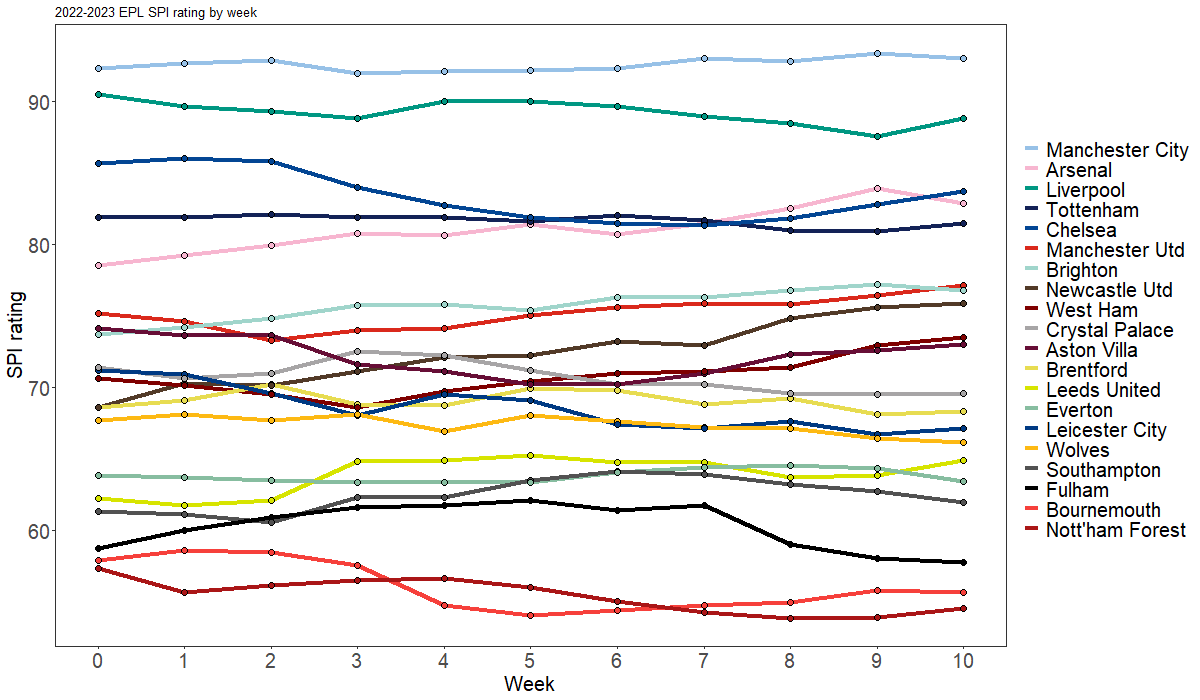 2022-2023 EPL SPI rating by week
SPI rating
90
80
70
60
0 1 2 3 4 5 6 7 8 9 10
Week
Manchester City
Arsenal
Liverpool
Tottenham
Chelsea
Manchester Utd
Brighton
Newcastle Utd
West Ham
Crystal Palace
Aston Villa
Brentford
Leeds United
Everton
Leicester City
Wolves
Southampton
Fulham
Bournemouth
Nott'ham Forest